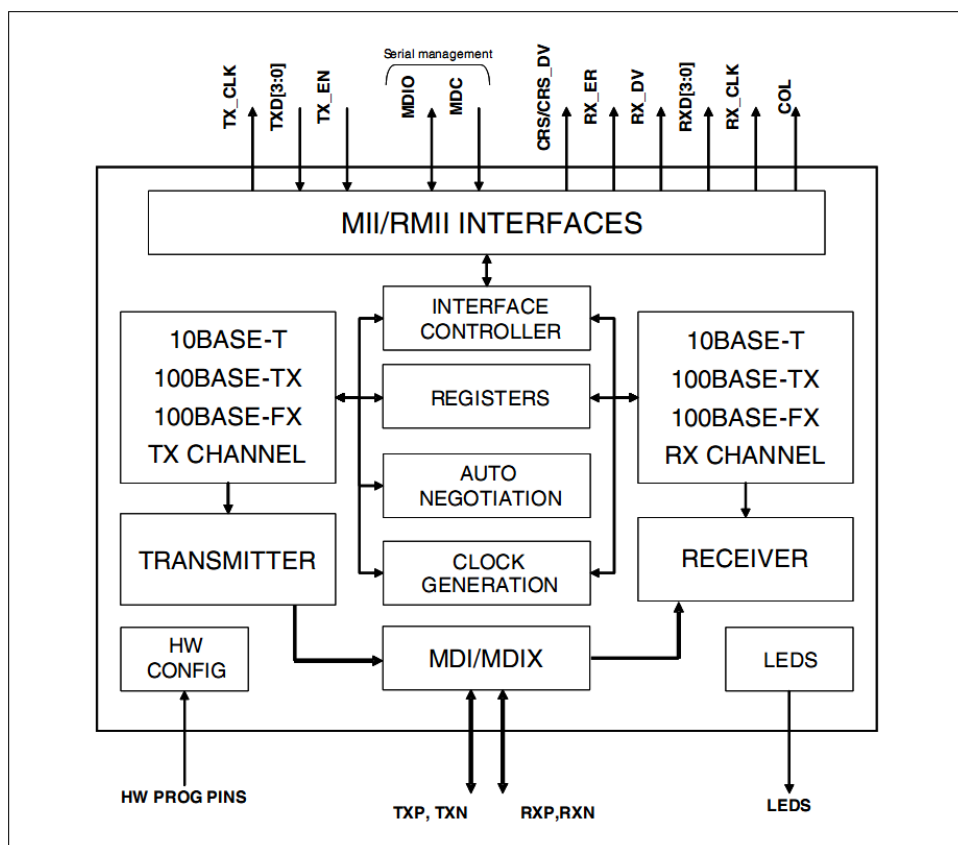 Serial management
TX_CLK
TXD[3:0]
TX_EN
MDIO
MDC
CRS/CRS_DV
RX_ER
RX_DV
RXD[3:0]
RX_CLK
COL
MII/RMII INTERFACES
INTERFACE
CONTROLLER
10BASE-T
100BASE-TX
100BASE-FX
TX CHANNEL
REGISTERS
10BASE-T
100BASE-TX
100BASE-FX
RX CHANNEL
AUTO
NEGOTIATION
TRANSMITTER
CLOCK
GENERATION
RECEIVER
HW
CONFIG
MDI/MDIX
LEDS
HW PROG PINS
TXP, TXN
RXP,RXN
LEDS